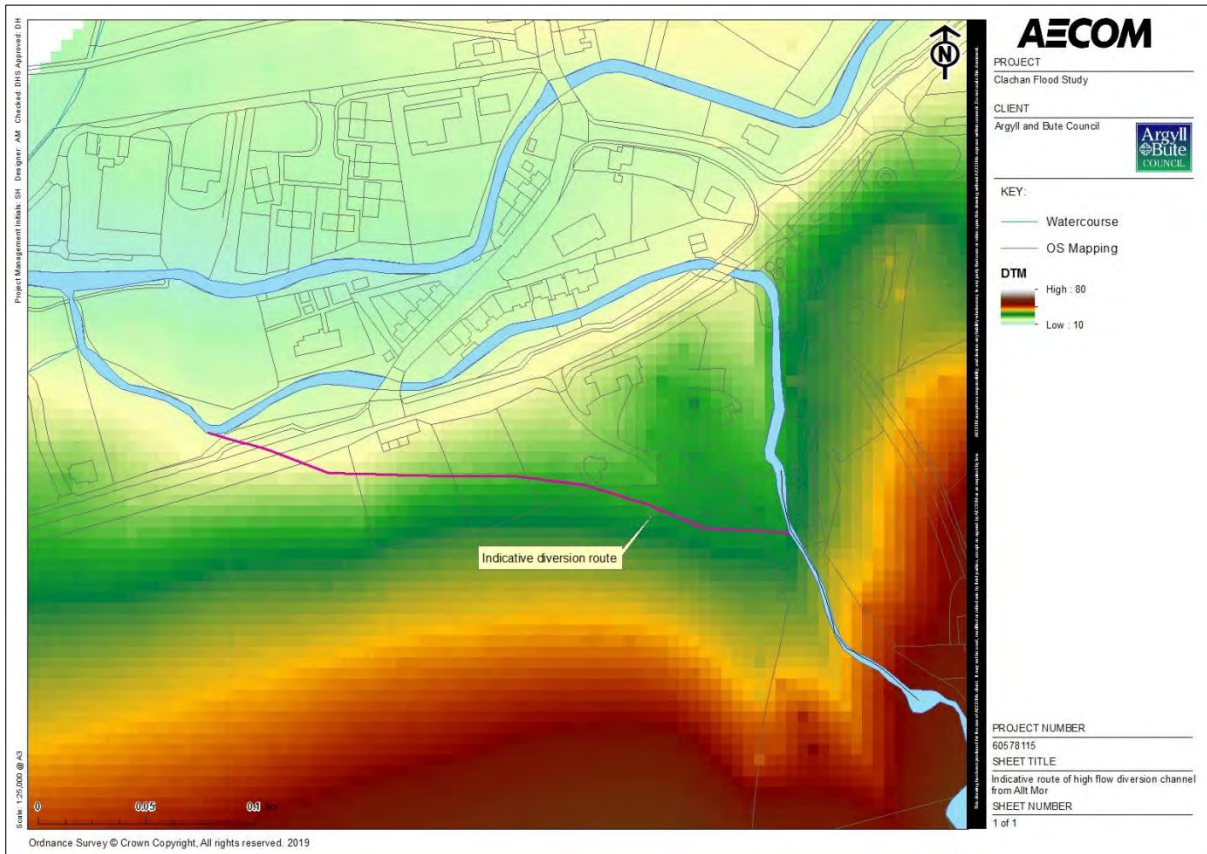 Project Management Initials: SH Designer: AM Checked: DHS Approved: DH
Scale: 1:25,000 @ A3
N
Indicative diversion route
0 0.05 0.1
Ordnance Survey © Crown Copyright, All rights reserved. 2019
AECOM
PROJECT
Clachan Flood Study
CLIENT
Argyll and Bute Council
Argyll
Bute
COUNCIL
KEY:
Watercourse
OS Mapping
DTM
High : 80
Low : 10
PROJECT NUMBER
60578115
SHEET TITLE
Indicative route of high flow diversion channel
from Allt Mor
SHEET NUMBER
1 of 1